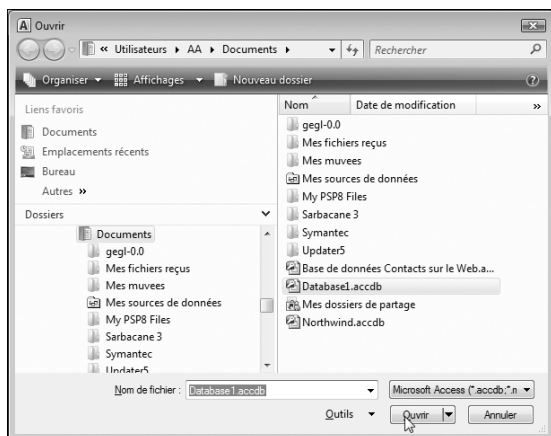 Ouvrir
« Utilisateurs ▸ AA ▸ Documents ▸ Rechercher
Organiser Affichages Nouveau dossier
Liens favoris
Documents
Emplacements récents
Bureau
Autres »
Dossiers
Documents
gegl-0.0
Mes fichiers reçus
Mes muvees
Mes sources de données
My PSP8 Files
Sarbacane 3
Symantec
Updater5
Nom Date de modification »
gegl-0.0
Mes fichiers reçus
Mes muvees
Mes sources de données
My PSP8 Files
Sarbacane 3
Symantec
Updater5
Base de données Contacts sur le Web.a...
Database1.accdb
Mes dossiers de partage
Northwind.accdb
Nom de fichier : Database1.accdb Microsoft Access (*.accdb;*.n
Outils Ouvrir Annuler